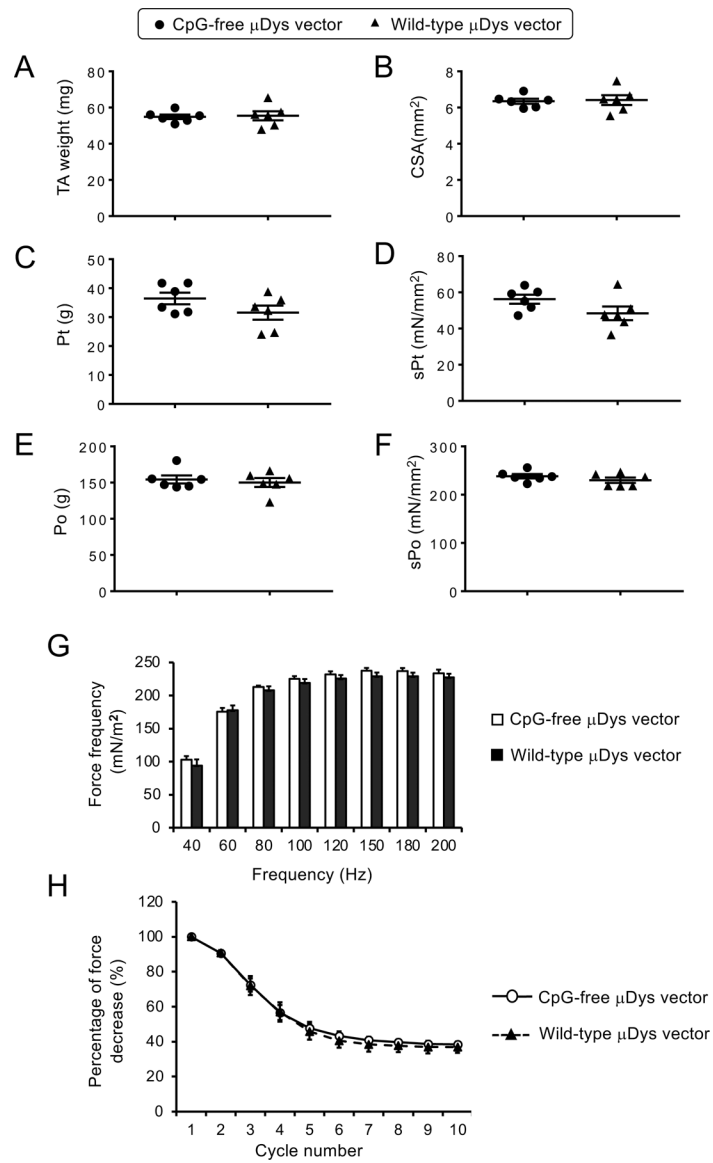 CpG-free μDys vector Wild-type μDys vector
A
TA weight (mg)
80
60
40
20
0
B
CSA(mm²)
8
6
4
2
0
C
Pt (g)
50
40
30
20
10
0
D
sPt (mN/mm²)
80
60
40
20
0
E
Po (g)
200
150
100
50
0
F
sPo (mN/mm²)
300
200
100
0
G
Force frequency
(mN/m²)
250
200
150
100
50
0
40 60 80 100 120 150 180 200
Frequency (Hz)
CpG-free μDys vector
Wild-type μDys vector
H
Percentage of force
decrease (%)
120
100
80
60
40
20
0
1 2 3 4 5 6 7 8 9 10
Cycle number
CpG-free μDys vector
Wild-type μDys vector